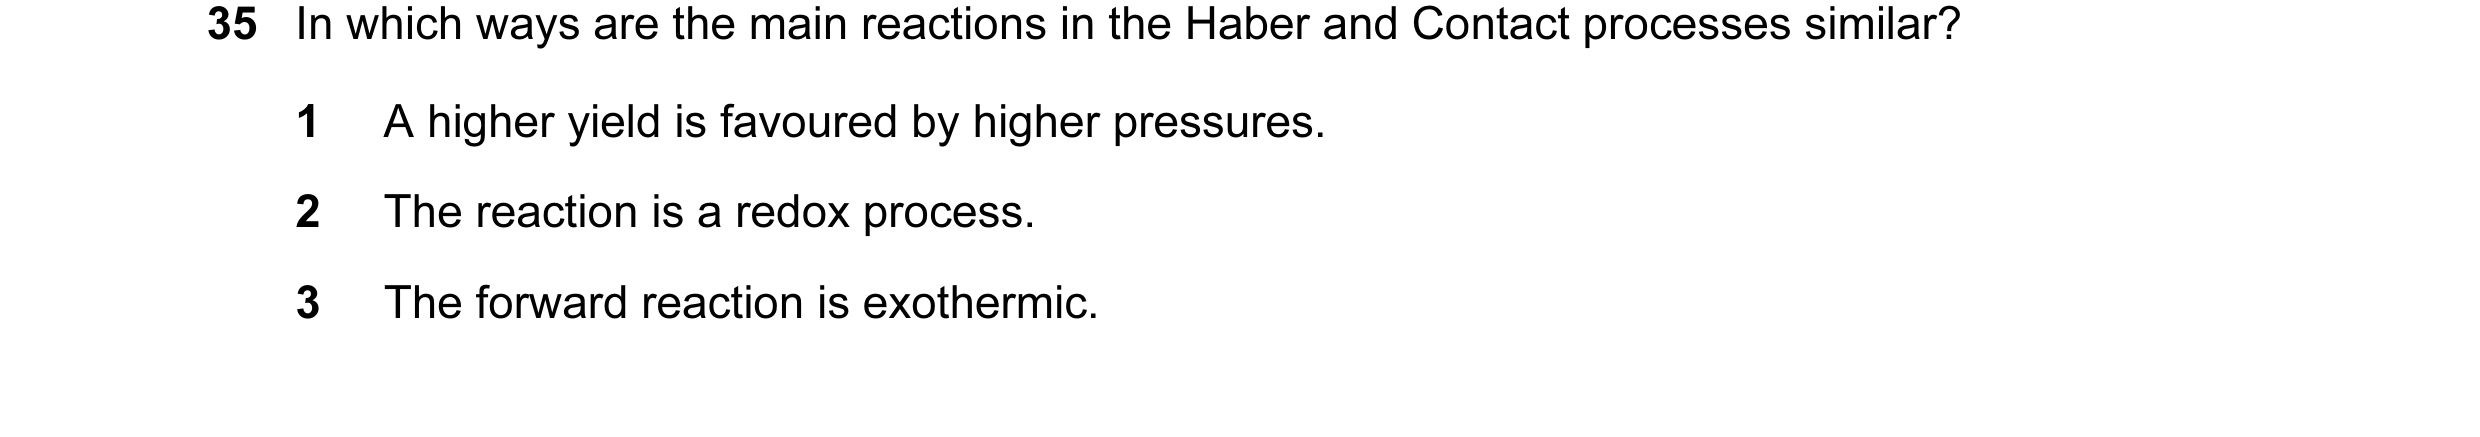 35 In which ways are the main reactions in the Haber and Contact processes similar?
1 A higher yield is favoured by higher pressures.
2 The reaction is a redox process.
3 The forward reaction is exothermic.